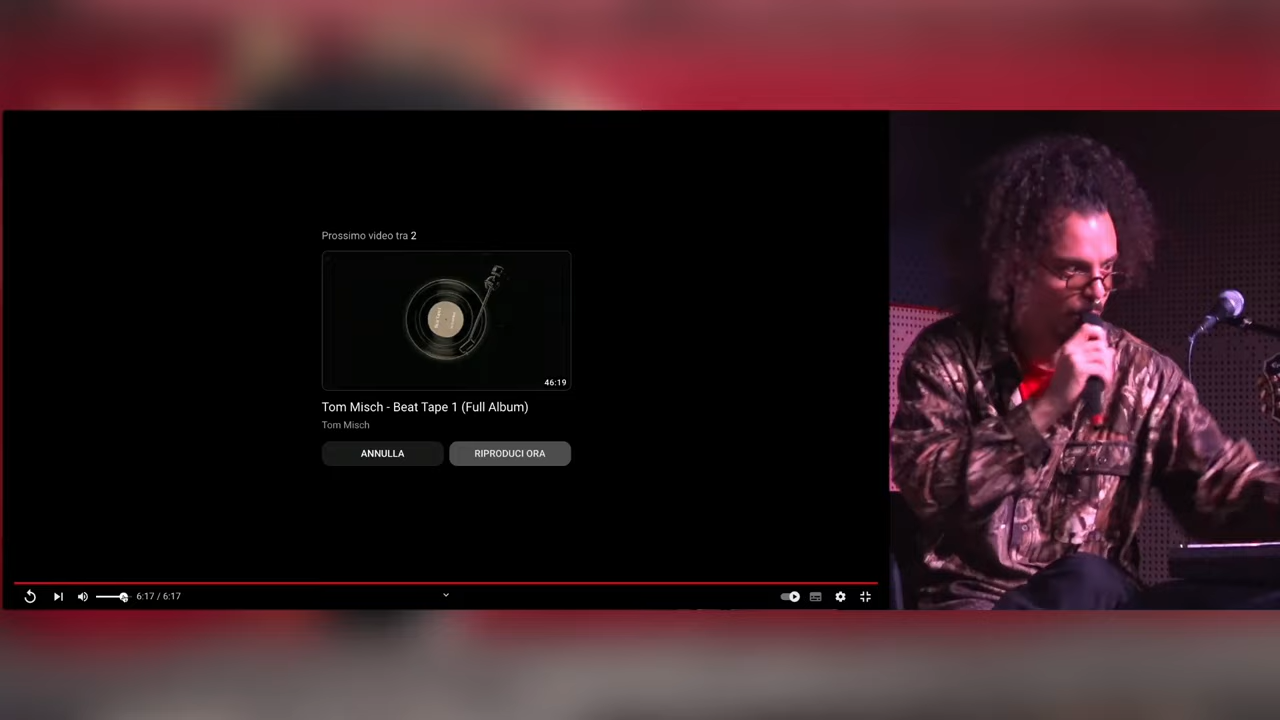 Prossimo video tra 2
46:19
Tom Misch - Beat Tape 1 (Full Album)
Tom Misch
ANNULLA
RIPRODUCI ORA
6:17 / 6:17